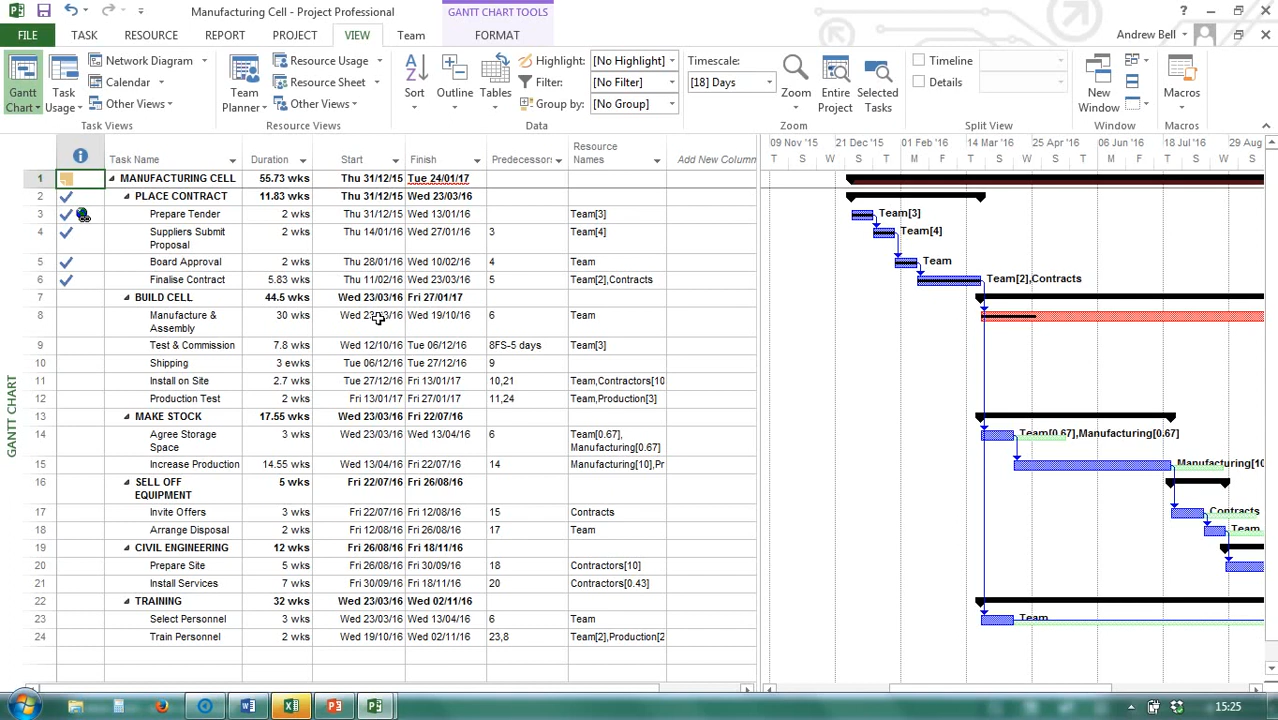 Manufacturing Cell - Project Professional
GANTT CHART TOOLS
FILE TASK RESOURCE REPORT PROJECT VIEW Team FORMAT
Andrew Bell
Gantt Chart
Task Usage
Network Diagram
Calendar
Other Views
Task Views
Team Planner
Resource Usage
Resource Sheet
Other Views
Resource Views
Sort
Outline
Tables
Highlight: [No Highlight]
Filter: [No Filter]
Group by: [No Group]
Data
Timescale:
[18] Days
Zoom
Entire Project
Selected Tasks
Zoom
Timeline
Details
Split View
New Window
Window
Macros
Macros
GANTT CHART
Task Name Duration Start Finish Predecessors Resource Names Add New Column
1 MANUFACTURING CELL 55.73 wks Thu 31/12/15 Tue 24/01/17
2 PLACE CONTRACT 11.83 wks Thu 31/12/15 Wed 23/03/16
3 Prepare Tender 2 wks Thu 31/12/15 Wed 13/01/16 Team[3]
4 Suppliers Submit Proposal 2 wks Thu 14/01/16 Wed 27/01/16 3 Team[4]
5 Board Approval 2 wks Thu 28/01/16 Wed 10/02/16 4 Team
6 Finalise Contract 5.83 wks Thu 11/02/16 Wed 23/03/16 5 Team[2],Contracts
7 BUILD CELL 44.5 wks Wed 23/03/16 Fri 27/01/17
8 Manufacture & Assembly 30 wks Wed 23/03/16 Wed 19/10/16 6 Team
9 Test & Commission 7.8 wks Wed 12/10/16 Tue 06/12/16 8FS-5 days Team[3]
10 Shipping 3 ewks Tue 06/12/16 Tue 27/12/16 9
11 Install on Site 2.7 wks Tue 27/12/16 Fri 13/01/17 10,21 Team,Contractors[10
12 Production Test 2 wks Fri 13/01/17 Fri 27/01/17 11,24 Team,Production[3]
13 MAKE STOCK 17.55 wks Wed 23/03/16 Fri 22/07/16
14 Agree Storage Space 3 wks Wed 23/03/16 Wed 13/04/16 6 Team[0.67], Manufacturing[0.67]
15 Increase Production 14.55 wks Wed 13/04/16 Fri 22/07/16 14 Manufacturing[10],Pr
16 SELL OFF EQUIPMENT 5 wks Fri 22/07/16 Fri 26/08/16
17 Invite Offers 3 wks Fri 22/07/16 Fri 12/08/16 15 Contracts
18 Arrange Disposal 2 wks Fri 12/08/16 Fri 26/08/16 17 Team
19 CIVIL ENGINEERING 12 wks Fri 26/08/16 Fri 18/11/16
20 Prepare Site 5 wks Fri 26/08/16 Fri 30/09/16 18 Contractors[10]
21 Install Services 7 wks Fri 30/09/16 Fri 18/11/16 20 Contractors[0.43]
22 TRAINING 32 wks Wed 23/03/16 Wed 02/11/16
23 Select Personnel 3 wks Wed 23/03/16 Wed 13/04/16 6 Team
24 Train Personnel 2 wks Wed 19/10/16 Wed 02/11/16 23,8 Team[2],Production[2
09 Nov '15 21 Dec '15 01 Feb '16 14 Mar '16 25 Apr '16 06 Jun '16 18 Jul '16 29 Aug
T S W S T M F T S W S T M F T S
Team[3]
Team[4]
Team
Team[2],Contracts
Team[0.67],Manufacturing[0.67]
Manufacturing[10
Contracts
Team
Team
15:25